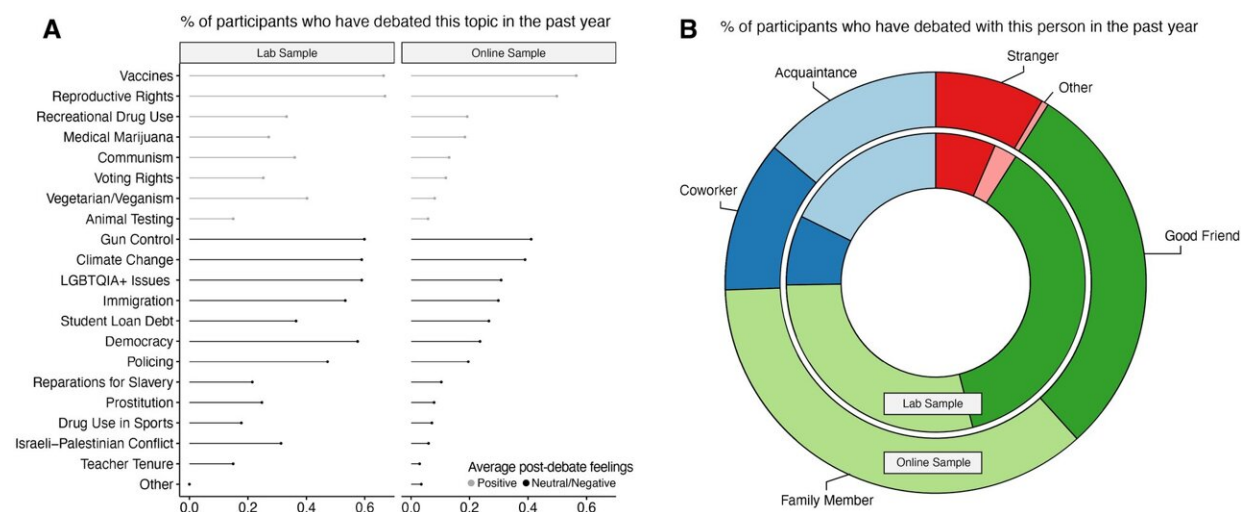 A
% of participants who have debated this topic in the past year
Lab Sample
Online Sample
Vaccines
Reproductive Rights
Recreational Drug Use
Medical Marijuana
Communism
Voting Rights
Vegetarian/Veganism
Animal Testing
Gun Control
Climate Change
LGBTQIA+ Issues
Immigration
Student Loan Debt
Democracy
Policing
Reparations for Slavery
Prostitution
Drug Use in Sports
Israeli–Palestinian Conflict
Teacher Tenure
Other
Average post-debate feelings
Positive Neutral/Negative
0.0 0.2 0.4 0.6
0.0 0.2 0.4 0.6
B
% of participants who have debated with this person in the past year
Stranger
Acquaintance
Other
Coworker
Good Friend
Lab Sample
Online Sample
Family Member